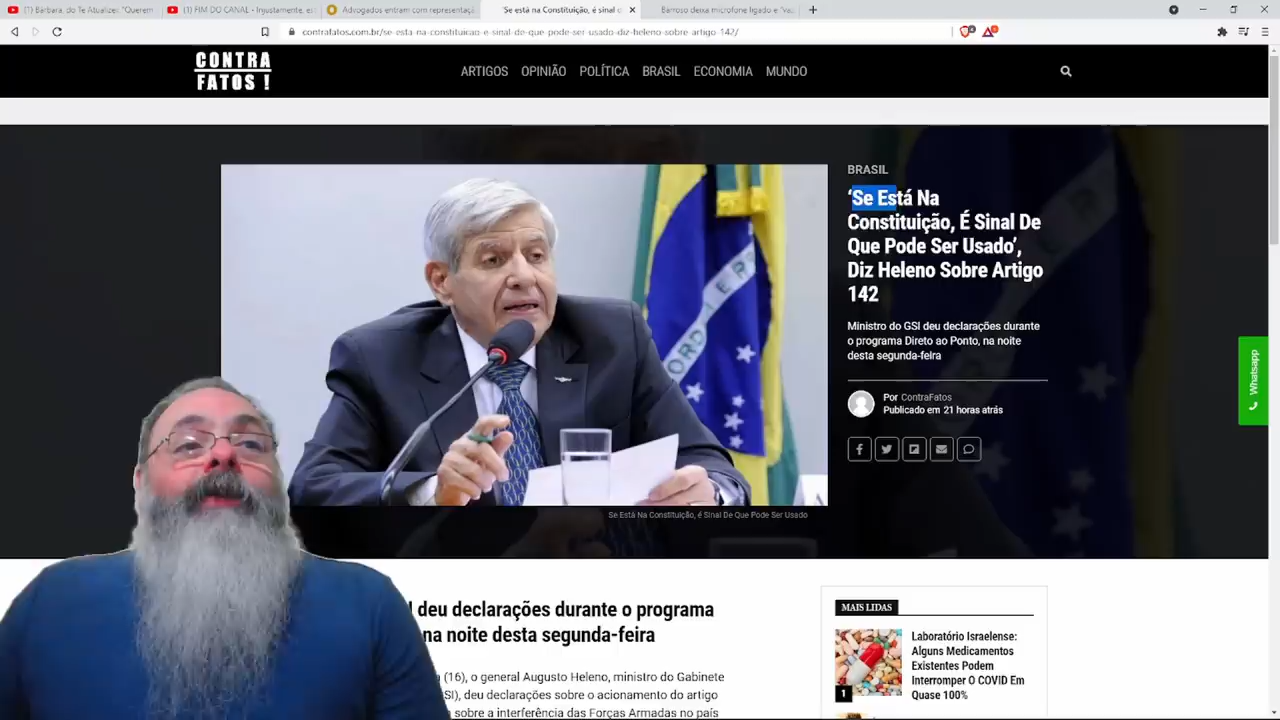 (1) Bárbara, do Te Atualizei: "Querem
FIM DO CANAL - Injustamente, es
Advogados entram com representaçã
'Se está na Constituição, é sinal d
Barroso deixa microfone ligado e "va
contrafatos.com.br/se-esta-na-constituicao-e-sinal-de-que-pode-ser-usado-diz-heleno-sobre-artigo-142/
CONTRA
FATOS !
ARTIGOS OPINIÃO POLÍTICA BRASIL ECONOMIA MUNDO
BRASIL
'Se Está Na
Constituição, É Sinal De
Que Pode Ser Usado',
Diz Heleno Sobre Artigo
142
Ministro do GSI deu declarações durante
o programa Direto ao Ponto, na noite
desta segunda-feira
Por ContraFatos
Publicado em 21 horas atrás
Whatsapp
ORDEM
Se Está Na Constituição, é Sinal De Que Pode Ser Usado
l deu declarações durante o programa
na noite desta segunda-feira
(16), o general Augusto Heleno, ministro do Gabinete
SI), deu declarações sobre o acionamento do artigo
sobre a interferência das Forças Armadas no país
MAIS LIDAS
1
Laboratório Israelense:
Alguns Medicamentos
Existentes Podem
Interromper O COVID Em
Quase 100%